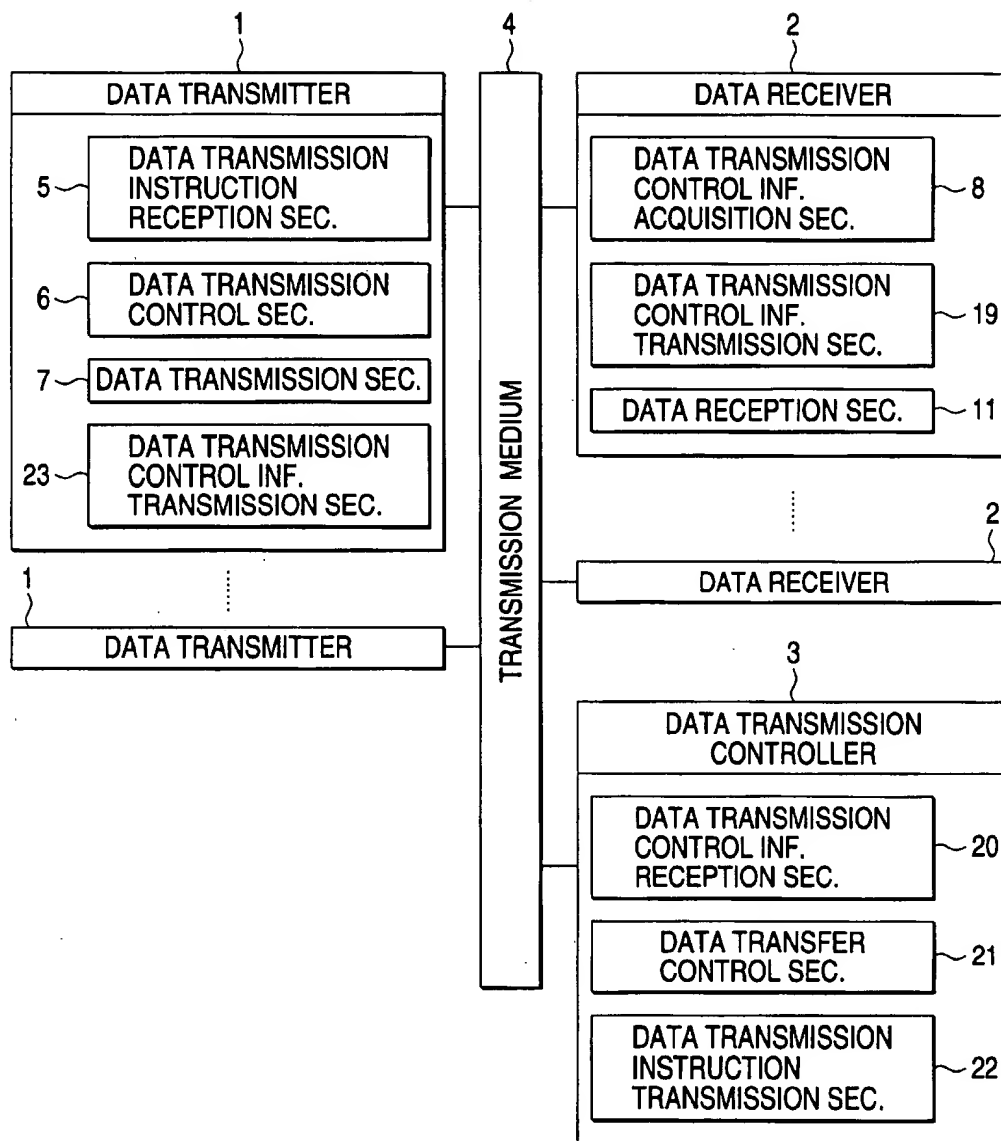 1
DATA TRANSMITTER
5
DATA TRANSMISSION
INSTRUCTION
RECEPTION SEC.
6
DATA TRANSMISSION
CONTROL SEC.
7
DATA TRANSMISSION SEC.
23
DATA TRANSMISSION
CONTROL INF.
TRANSMISSION SEC.
1
DATA TRANSMITTER
4
TRANSMISSION MEDIUM
2
DATA RECEIVER
DATA TRANSMISSION
CONTROL INF.
ACQUISITION SEC.
8
DATA TRANSMISSION
CONTROL INF.
TRANSMISSION SEC.
19
DATA RECEPTION SEC.
11
2
DATA RECEIVER
3
DATA TRANSMISSION
CONTROLLER
DATA TRANSMISSION
CONTROL INF.
RECEPTION SEC.
20
DATA TRANSFER
CONTROL SEC.
21
DATA TRANSMISSION
INSTRUCTION
TRANSMISSION SEC.
22